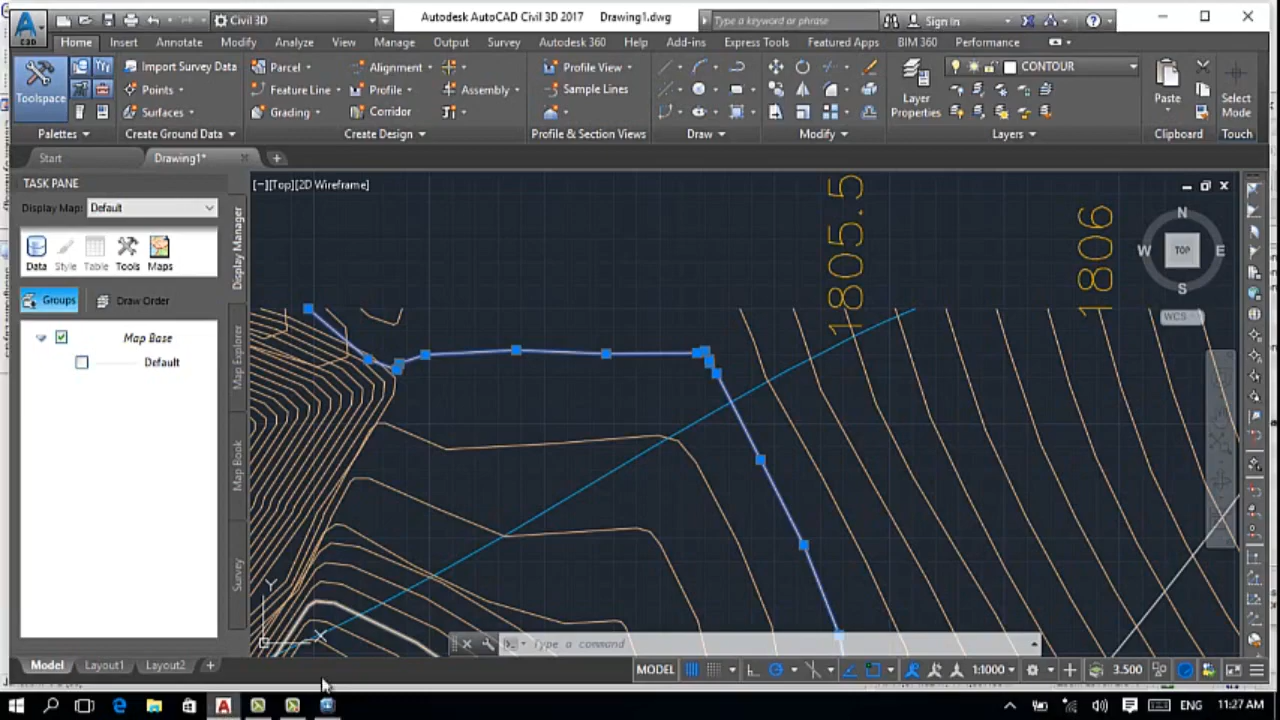 Civil 3D
Autodesk AutoCAD Civil 3D 2017 Drawing1.dwg
Type a keyword or phrase
Sign In
C3D
Home Insert Annotate Modify Analyze View Manage Output Survey Autodesk 360 Help Add-ins Express Tools Featured Apps BIM 360 Performance
Toolspace
Import Survey Data
Points
Surfaces
Parcel
Feature Line
Grading
Alignment
Profile
Corridor
Assembly
Profile View
Sample Lines
Layer Properties
CONTOUR
Paste
Select Mode
Palettes Create Ground Data Create Design Profile & Section Views Draw Modify Layers Clipboard Touch
Start Drawing1*
TASK PANE
Display Map: Default
Data Style Table Tools Maps
Groups Draw Order
Map Base
Default
Display Manager
Map Explorer
Map Book
Survey
[−][Top][2D Wireframe]
1805.5
1806
N
W TOP E
S
WCS
Y
X
Type a command
Model Layout1 Layout2
MODEL 1:1000 3.500
ENG 11:27 AM